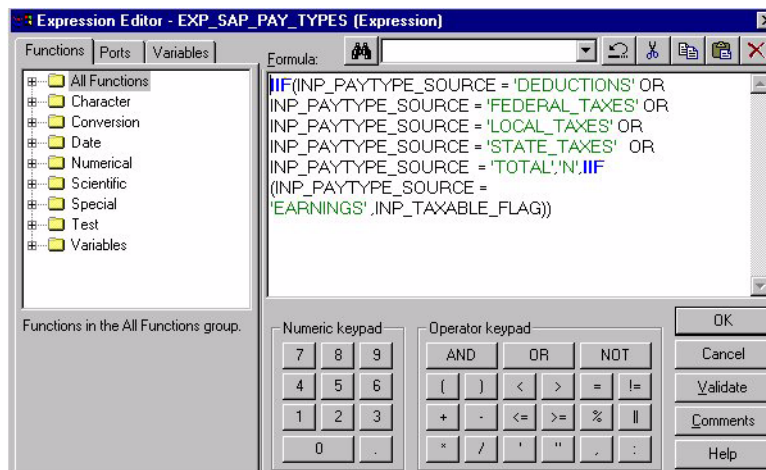 Expression Editor - EXP_SAP_PAY_TYPES (Expression)
Functions Ports Variables
Formula:
All Functions
Character
Conversion
Date
Numerical
Scientific
Special
Test
Variables
IIF(INP_PAYTYPE_SOURCE = 'DEDUCTIONS' OR
INP_PAYTYPE_SOURCE = 'FEDERAL_TAXES' OR
INP_PAYTYPE_SOURCE = 'LOCAL_TAXES' OR
INP_PAYTYPE_SOURCE = 'STATE_TAXES' OR
INP_PAYTYPE_SOURCE = 'TOTAL','N',IIF
(INP_PAYTYPE_SOURCE =
'EARNINGS' ,INP_TAXABLE_FLAG))
Functions in the All Functions group.
Numeric keypad
7 8 9
4 5 6
1 2 3
0 .
Operator keypad
AND OR NOT
( ) < > = !=
+ - <= >= % ||
* / ' " , :
OK
Cancel
Validate
Comments
Help